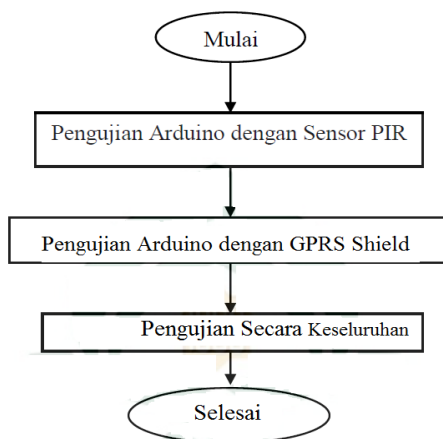 Mulai
Pengujian Arduino dengan Sensor PIR
Pengujian Arduino dengan GPRS Shield
Pengujian Secara Keseluruhan
Selesai